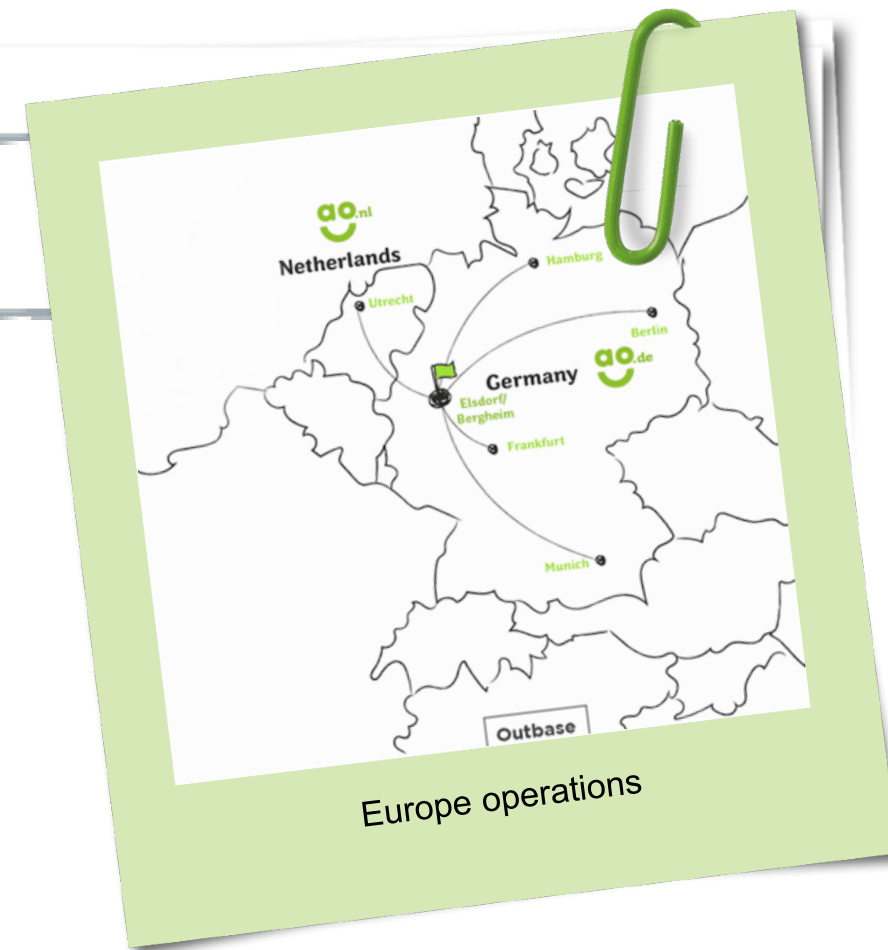 ao.nl
Netherlands
Hamburg
Utrecht
Berlin
ao.de
Germany
Elsdorf/
Bergheim
Frankfurt
Munich
Outbase
Europe operations